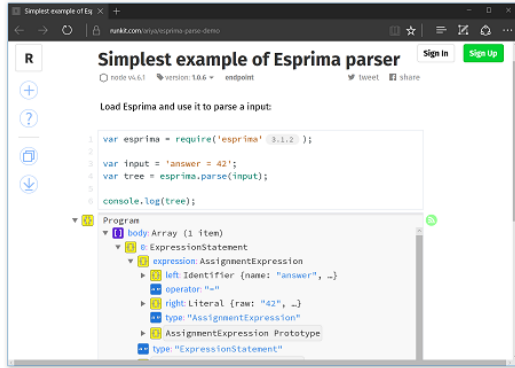 Simplest example of Esp
runkit.com/ariya/esprima-parse-demo
R
Simplest example of Esprima parser
Sign In
Sign Up
node v4.6.1 version: 1.0.6 endpoint
tweet share
Load Esprima and use it to parse a input:
1 var esprima = require('esprima' 3.1.2 );
2
3 var input = 'answer = 42';
4 var tree = esprima.parse(input);
5
6 console.log(tree);
{} Program
[] body: Array (1 item)
{} 0: ExpressionStatement
{} expression: AssignmentExpression
{} left: Identifier {name: "answer", …}
operator: "="
{} right: Literal {raw: "42", …}
type: "AssignmentExpression"
{} AssignmentExpression Prototype
type: "ExpressionStatement"